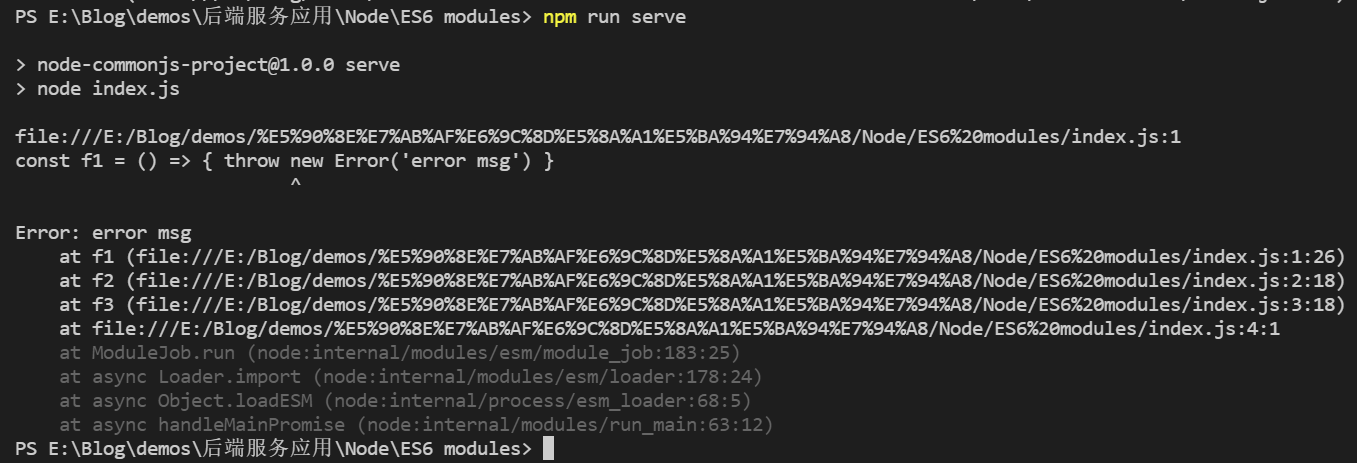 PS E:\Blog\demos\后端服务应用\Node\ES6 modules> npm run serve
> node-commonjs-project@1.0.0 serve
> node index.js
file:///E:/Blog/demos/%E5%90%8E%E7%AB%AF%E6%9C%8D%E5%8A%A1%E5%BA%94%E7%94%A8/Node/ES6%20modules/index.js:1
const f1 = () => { throw new Error('error msg') }
^
Error: error msg
at f1 (file:///E:/Blog/demos/%E5%90%8E%E7%AB%AF%E6%9C%8D%E5%8A%A1%E5%BA%94%E7%94%A8/Node/ES6%20modules/index.js:1:26)
at f2 (file:///E:/Blog/demos/%E5%90%8E%E7%AB%AF%E6%9C%8D%E5%8A%A1%E5%BA%94%E7%94%A8/Node/ES6%20modules/index.js:2:18)
at f3 (file:///E:/Blog/demos/%E5%90%8E%E7%AB%AF%E6%9C%8D%E5%8A%A1%E5%BA%94%E7%94%A8/Node/ES6%20modules/index.js:3:18)
at file:///E:/Blog/demos/%E5%90%8E%E7%AB%AF%E6%9C%8D%E5%8A%A1%E5%BA%94%E7%94%A8/Node/ES6%20modules/index.js:4:1
at ModuleJob.run (node:internal/modules/esm/module_job:183:25)
at async Loader.import (node:internal/modules/esm/loader:178:24)
at async Object.loadESM (node:internal/process/esm_loader:68:5)
at async handleMainPromise (node:internal/modules/run_main:63:12)
PS E:\Blog\demos\后端服务应用\Node\ES6 modules>